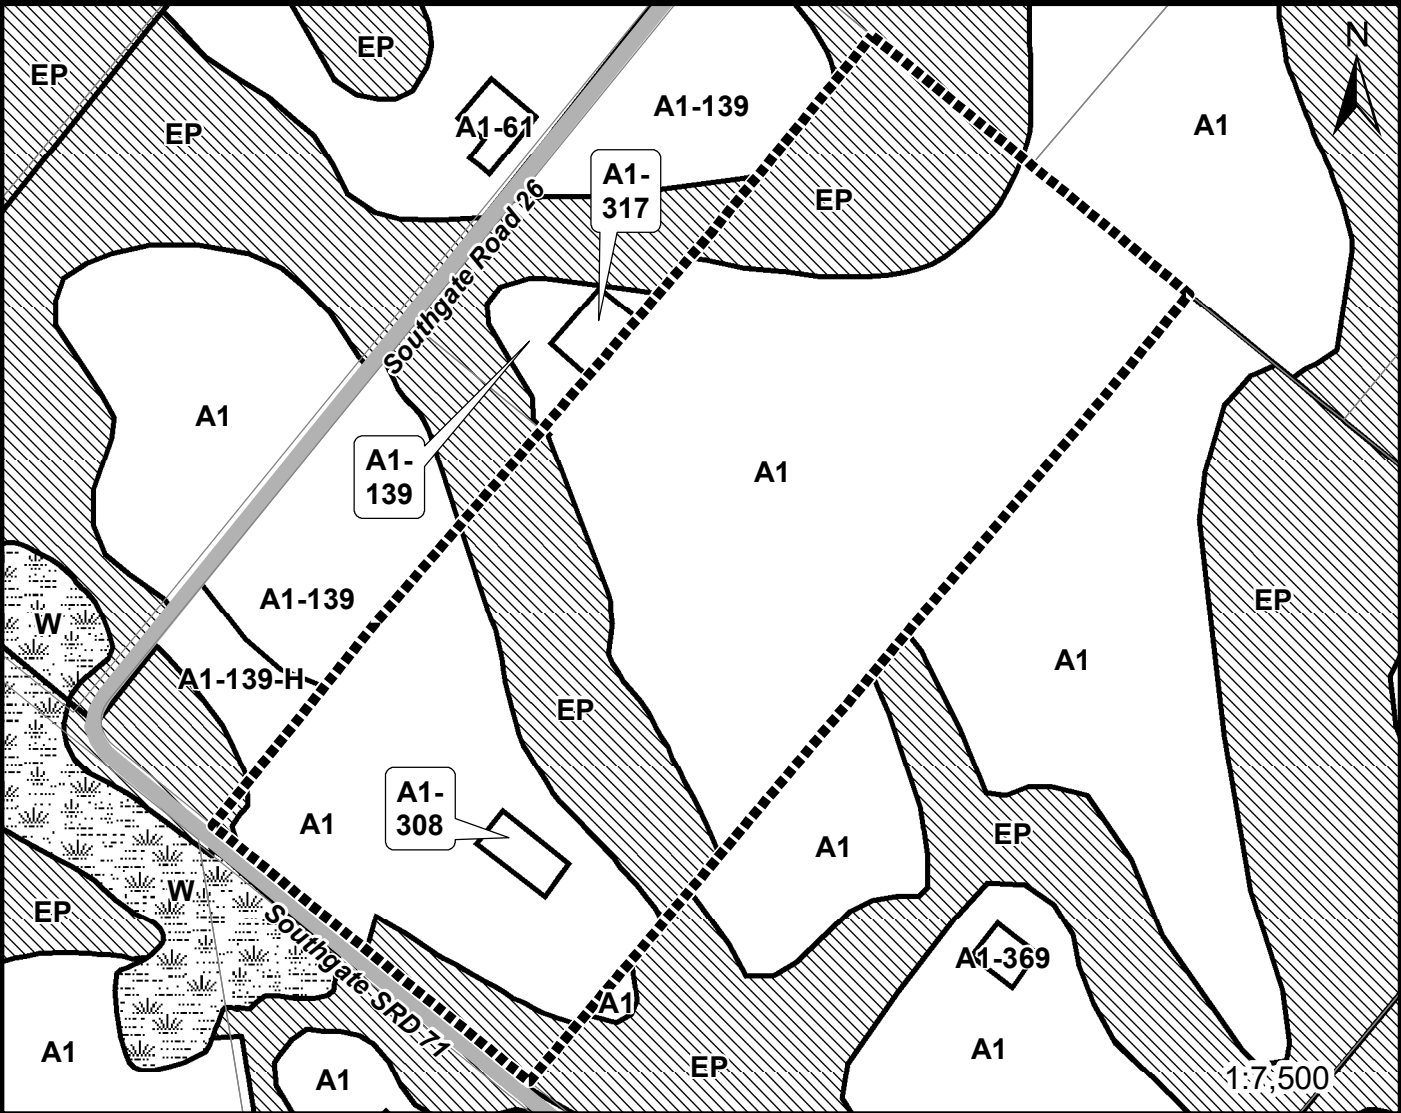 N
EP
EP
A1-139
A1
A1-61
EP
A1-
317
EP
Southgate Road 26
A1
A1
A1-
139
A1-139
EP
W
A1
A1-139-H
EP
A1-
308
A1
EP
A1
W
EP
Southgate SRD 71
A1-369
A1
A1
A1
EP
A1
1:7,500